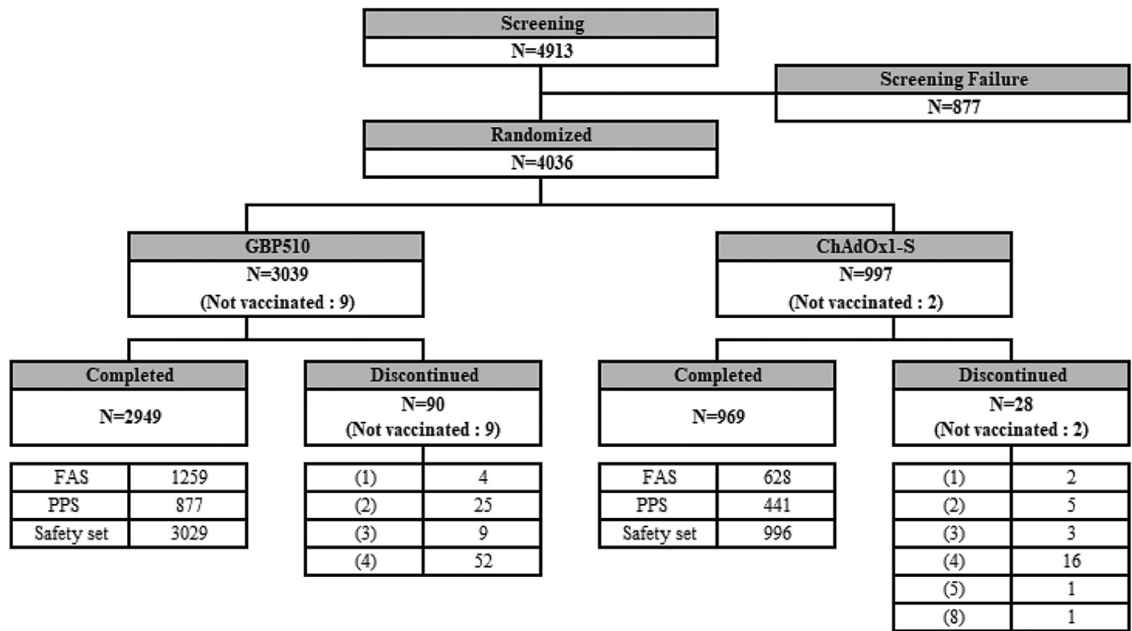 Screening
N=4913
Screening Failure
N=877
Randomized
N=4036
GBP510
N=3039
(Not vaccinated : 9)
ChAdOx1-S
N=997
(Not vaccinated : 2)
Completed
N=2949
Discontinued
N=90
(Not vaccinated : 9)
Completed
N=969
Discontinued
N=28
(Not vaccinated : 2)
FAS 1259
PPS 877
Safety set 3029
(1) 4
(2) 25
(3) 9
(4) 52
FAS 628
PPS 441
Safety set 996
(1) 2
(2) 5
(3) 3
(4) 16
(5) 1
(8) 1